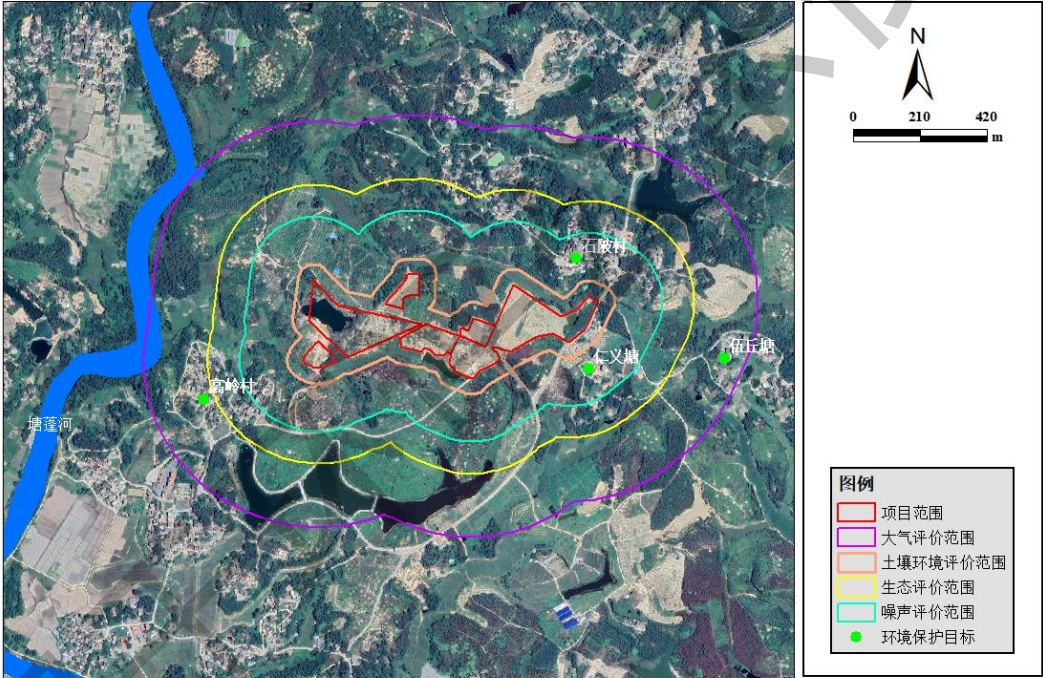 石陂村
仁义塘
伍丘塘
高岭村
塘蓬河
N
0 210 420
m
图例
项目范围
大气评价范围
土壤环境评价范围
生态评价范围
噪声评价范围
环境保护目标